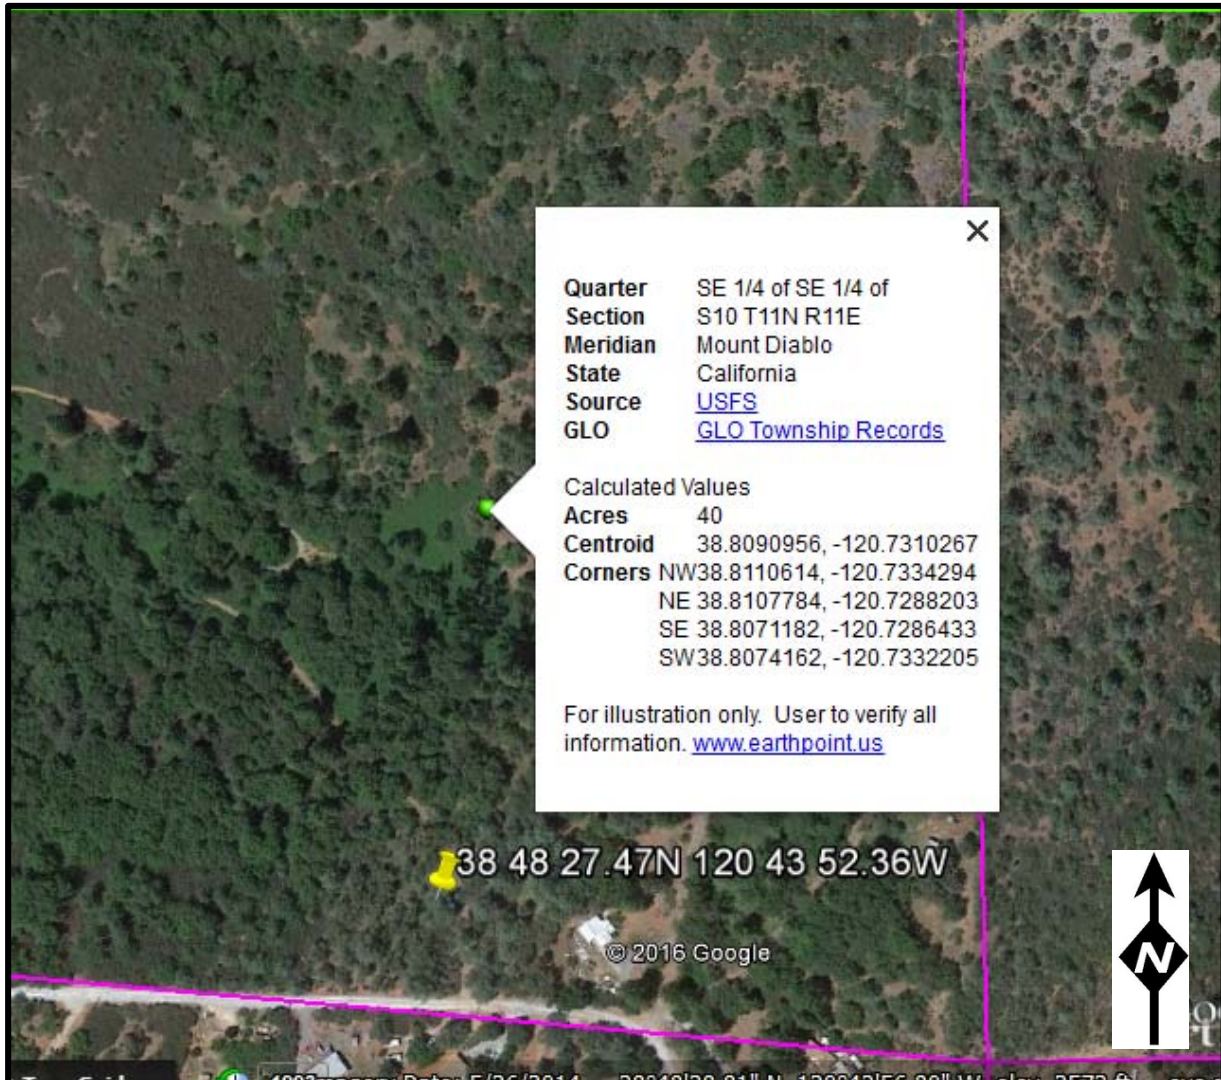 Quarter SE 1/4 of SE 1/4 of
Section S10 T11N R11E
Meridian Mount Diablo
State California
Source USFS
GLO GLO Township Records
Calculated Values
Acres 40
Centroid 38.8090956, -120.7310267
Corners NW38.8110614, -120.7334294
NE 38.8107784, -120.7288203
SE 38.8071182, -120.7286433
SW38.8074162, -120.7332205
For illustration only. User to verify all
information. www.earthpoint.us
38 48 27.47N 120 43 52.36W
© 2016 Google
N